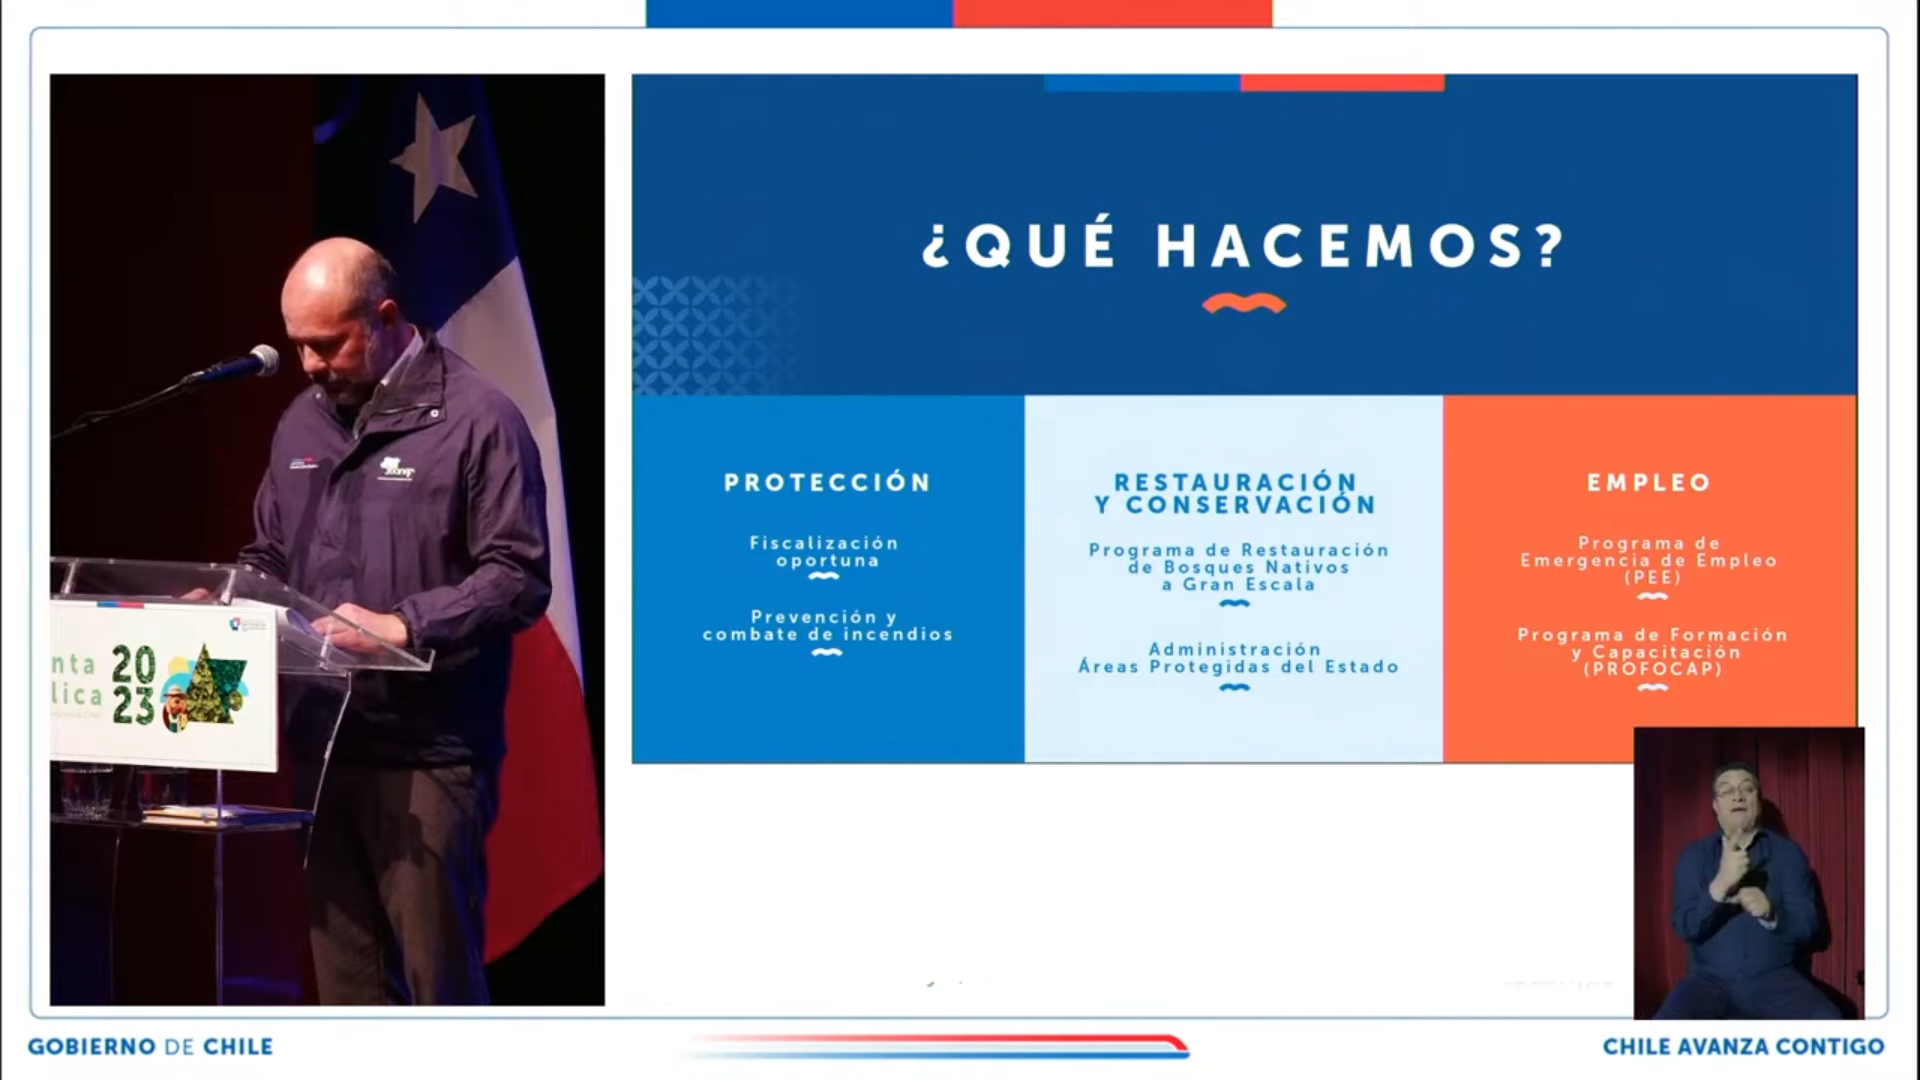 ¿QUÉ HACEMOS?
PROTECCIÓN
Fiscalización
oportuna
Prevención y
combate de incendios
RESTAURACIÓN
Y CONSERVACIÓN
Programa de Restauración
de Bosques Nativos
a Gran Escala
Administración
Áreas Protegidas del Estado
EMPLEO
Programa de
Emergencia de Empleo
(PEE)
Programa de Formación
y Capacitación
(PROFOCAP)
nta
lica
20
23
GOBIERNO DE CHILE
CHILE AVANZA CONTIGO